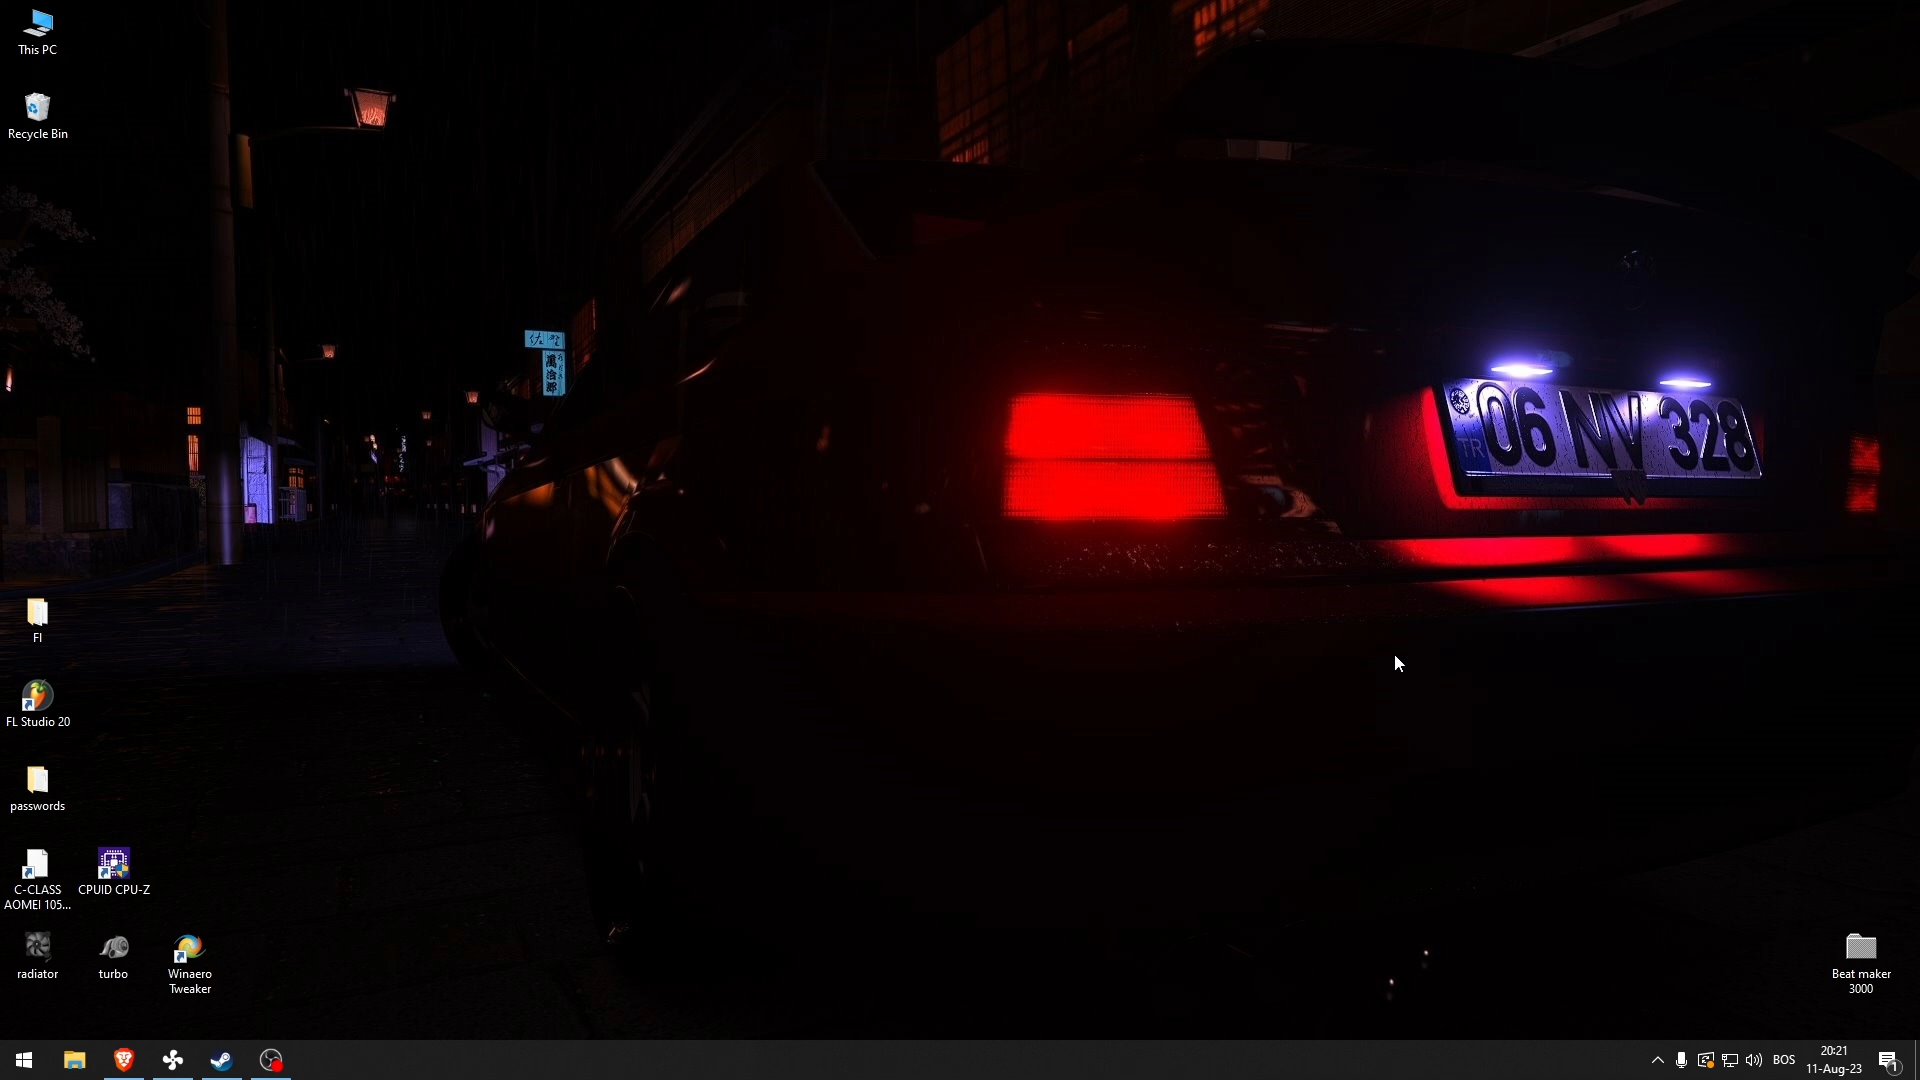 This PC
Recycle Bin
TR 06 NV 328
FI
FL Studio 20
passwords
C-CLASS
AOMEI 105...
CPUID CPU-Z
radiator
turbo
Winaero
Tweaker
Beat maker
3000
BOS
20:21
11-Aug-23
1